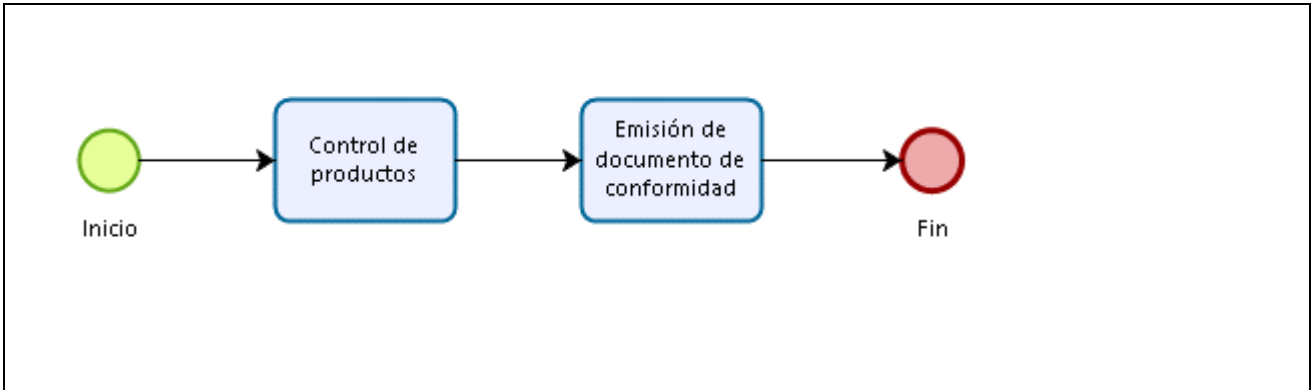 Inicio
Control de
productos
Emisión de
documento de
conformidad
Fin